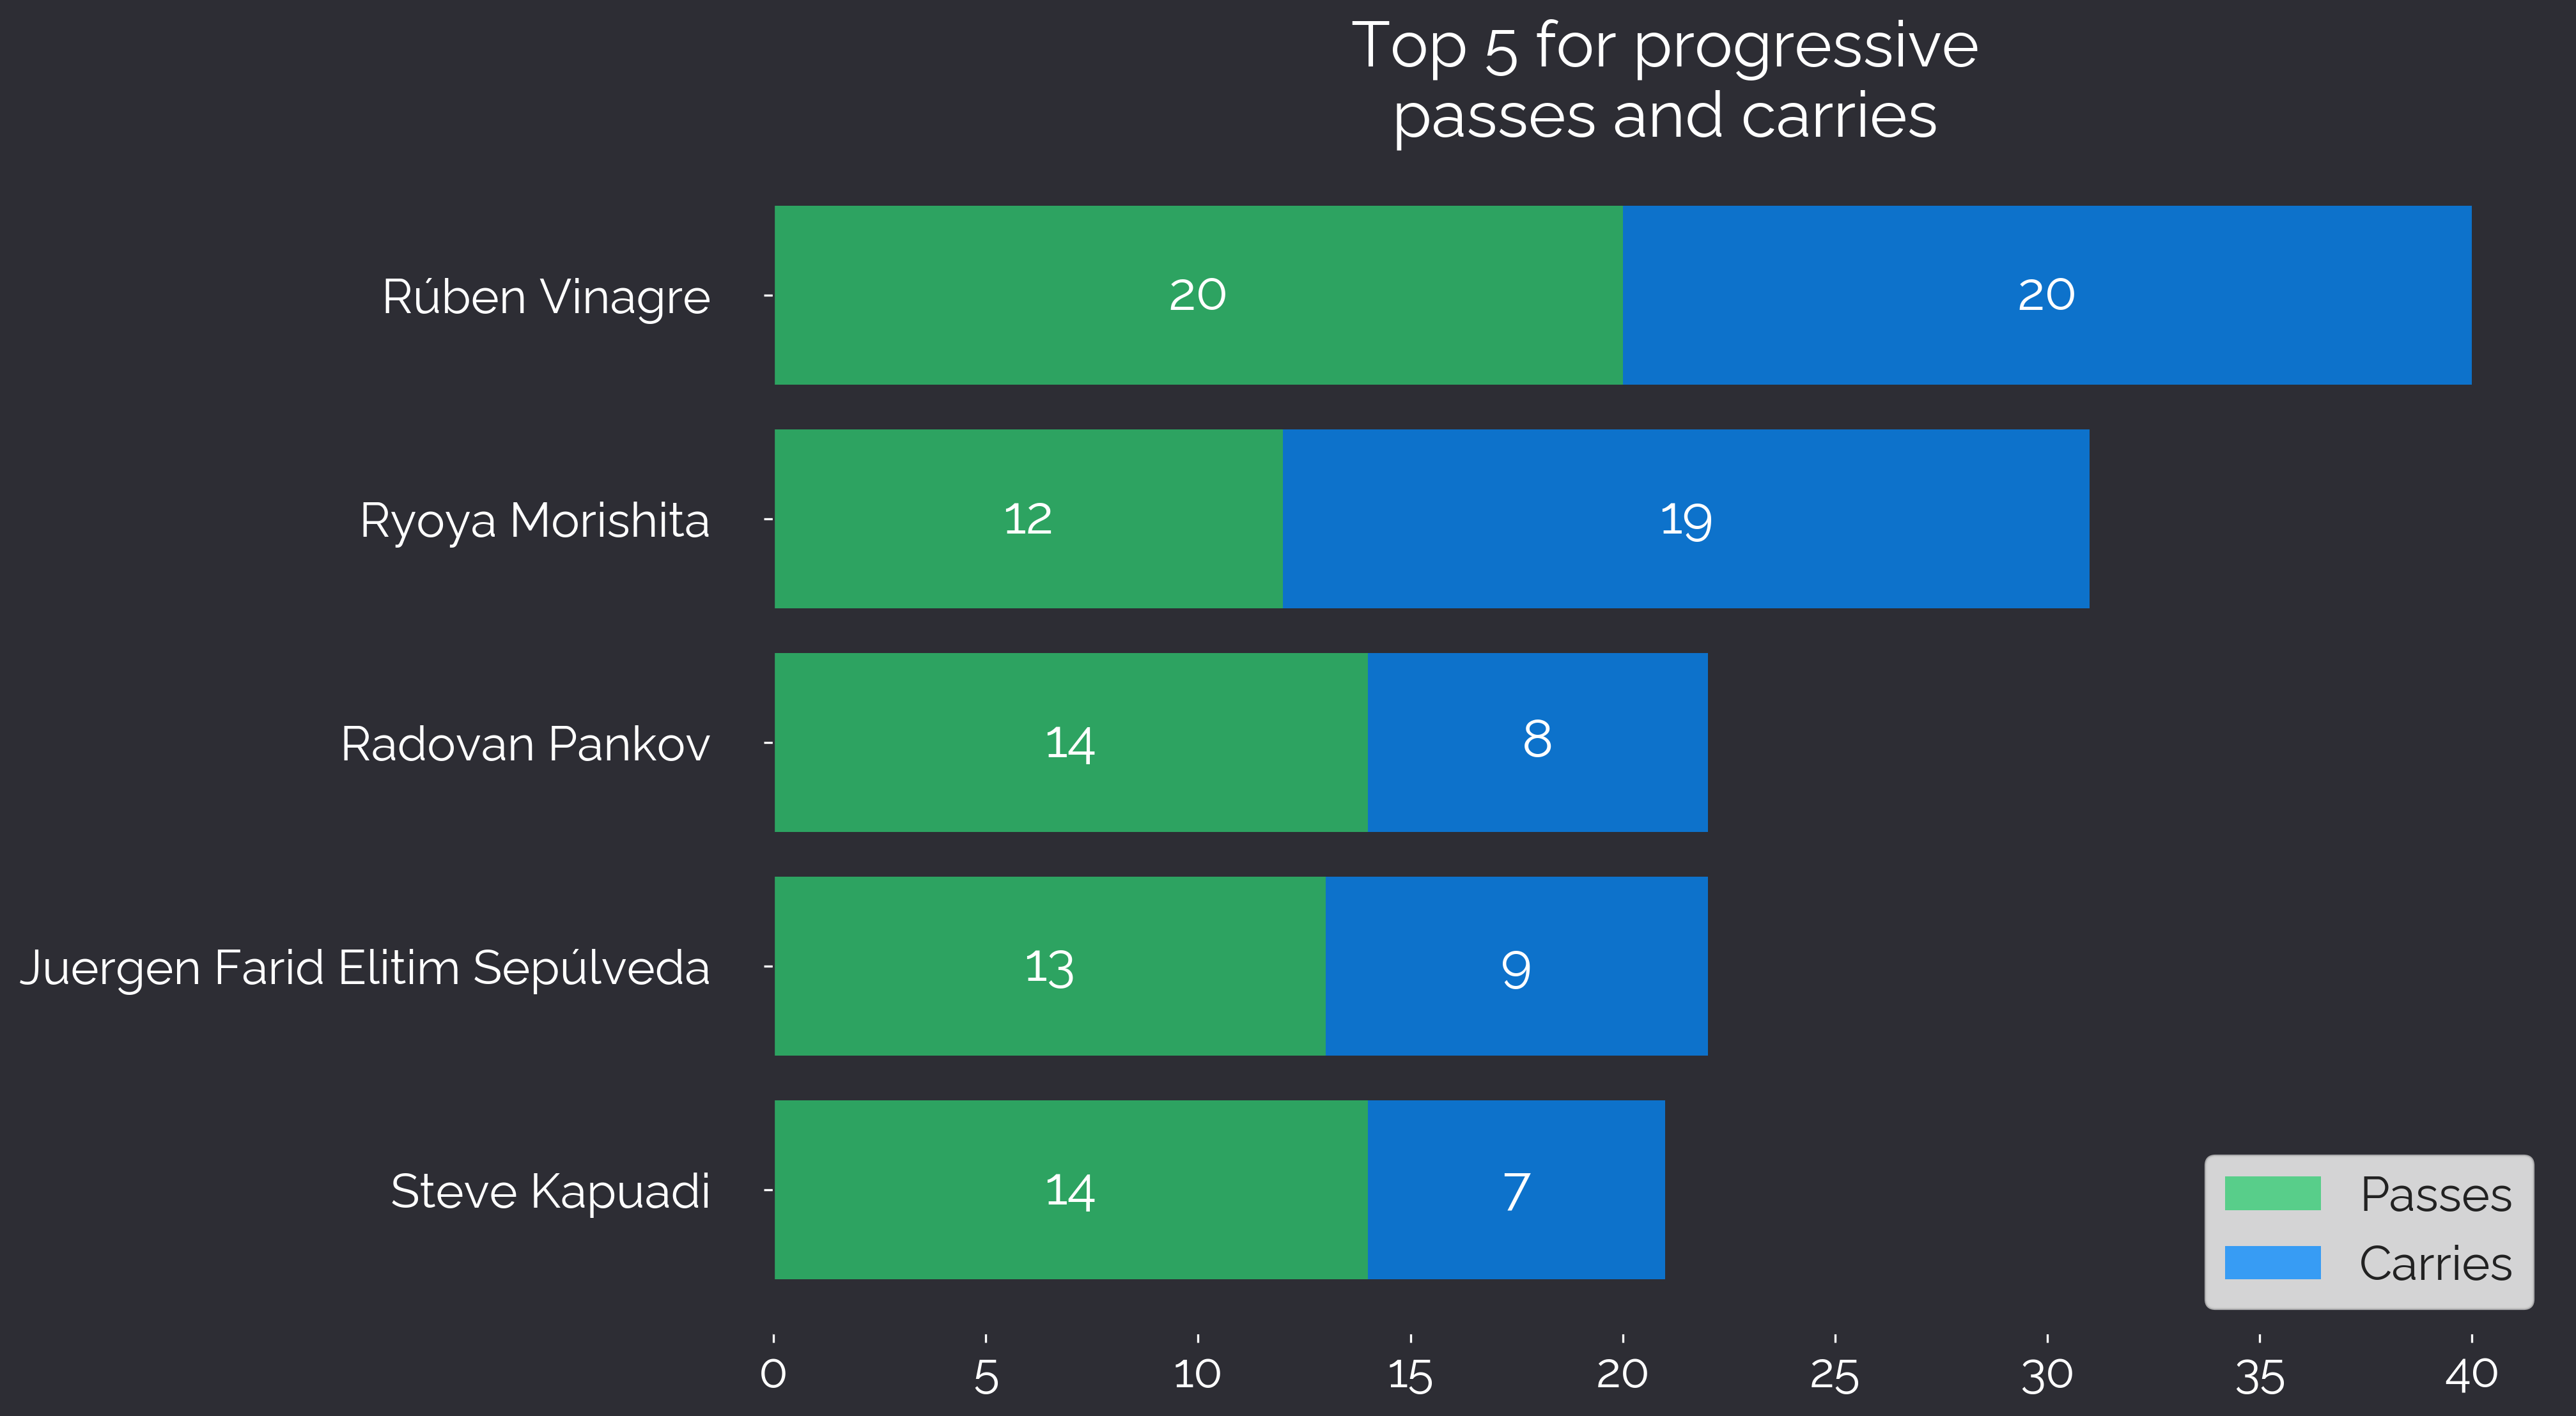 Top 5 for progressive
passes and carries
Rúben Vinagre 20 20
Ryoya Morishita 12 19
Radovan Pankov 14 8
Juergen Farid Elitim Sepúlveda 13 9
Steve Kapuadi 14 7
Passes
Carries
0 5 10 15 20 25 30 35 40